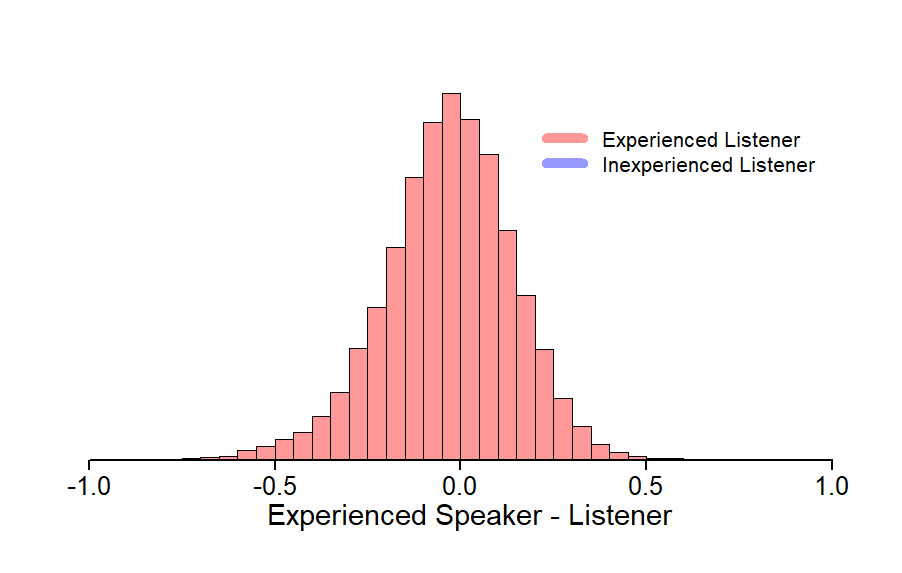 Experienced Listener
Inexperienced Listener
-1.0 -0.5 0.0 0.5 1.0
Experienced Speaker - Listener